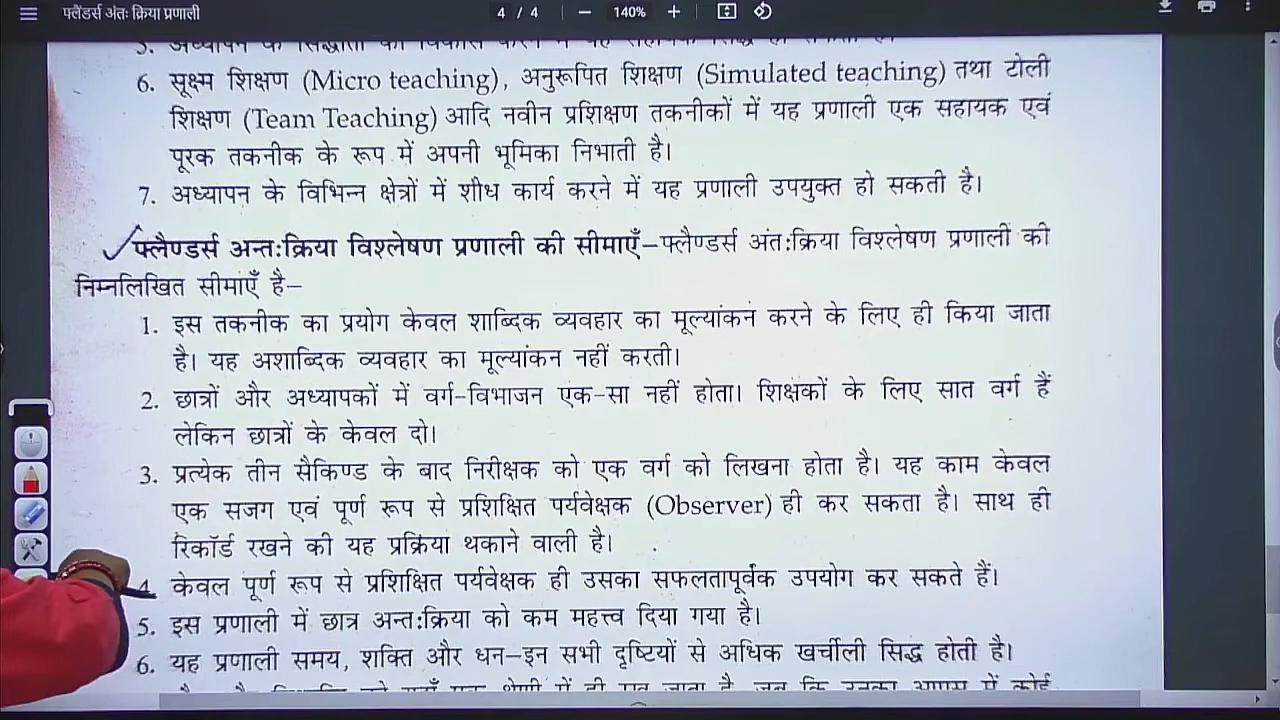 फ्लैंडर्स अंतः क्रिया प्रणाली
4 / 4 | — 140% +
6. सूक्ष्म शिक्षण (Micro teaching), अनुरूपित शिक्षण (Simulated teaching) तथा टोली
शिक्षण (Team Teaching) आदि नवीन प्रशिक्षण तकनीकों में यह प्रणाली एक सहायक एवं
पूरक तकनीक के रूप में अपनी भूमिका निभाती है।
7. अध्यापन के विभिन्न क्षेत्रों में शोध कार्य करने में यह प्रणाली उपयुक्त हो सकती है।
फ्लैण्डर्स अन्तःक्रिया विश्लेषण प्रणाली की सीमाएँ–फ्लैण्डर्स अंतःक्रिया विश्लेषण प्रणाली की
निम्नलिखित सीमाएँ है–
1. इस तकनीक का प्रयोग केवल शाब्दिक व्यवहार का मूल्यांकन करने के लिए ही किया जाता
है। यह अशाब्दिक व्यवहार का मूल्यांकन नहीं करती।
2. छात्रों और अध्यापकों में वर्ग-विभाजन एक-सा नहीं होता। शिक्षकों के लिए सात वर्ग हैं
लेकिन छात्रों के केवल दो।
3. प्रत्येक तीन सैकिण्ड के बाद निरीक्षक को एक वर्ग को लिखना होता है। यह काम केवल
एक सजग एवं पूर्ण रूप से प्रशिक्षित पर्यवेक्षक (Observer) ही कर सकता है। साथ ही
रिकॉर्ड रखने की यह प्रक्रिया थकाने वाली है।
4. केवल पूर्ण रूप से प्रशिक्षित पर्यवेक्षक ही उसका सफलतापूर्वक उपयोग कर सकते हैं।
5. इस प्रणाली में छात्र अन्तःक्रिया को कम महत्त्व दिया गया है।
6. यह प्रणाली समय, शक्ति और धन–इन सभी दृष्टियों से अधिक खर्चीली सिद्ध होती है।